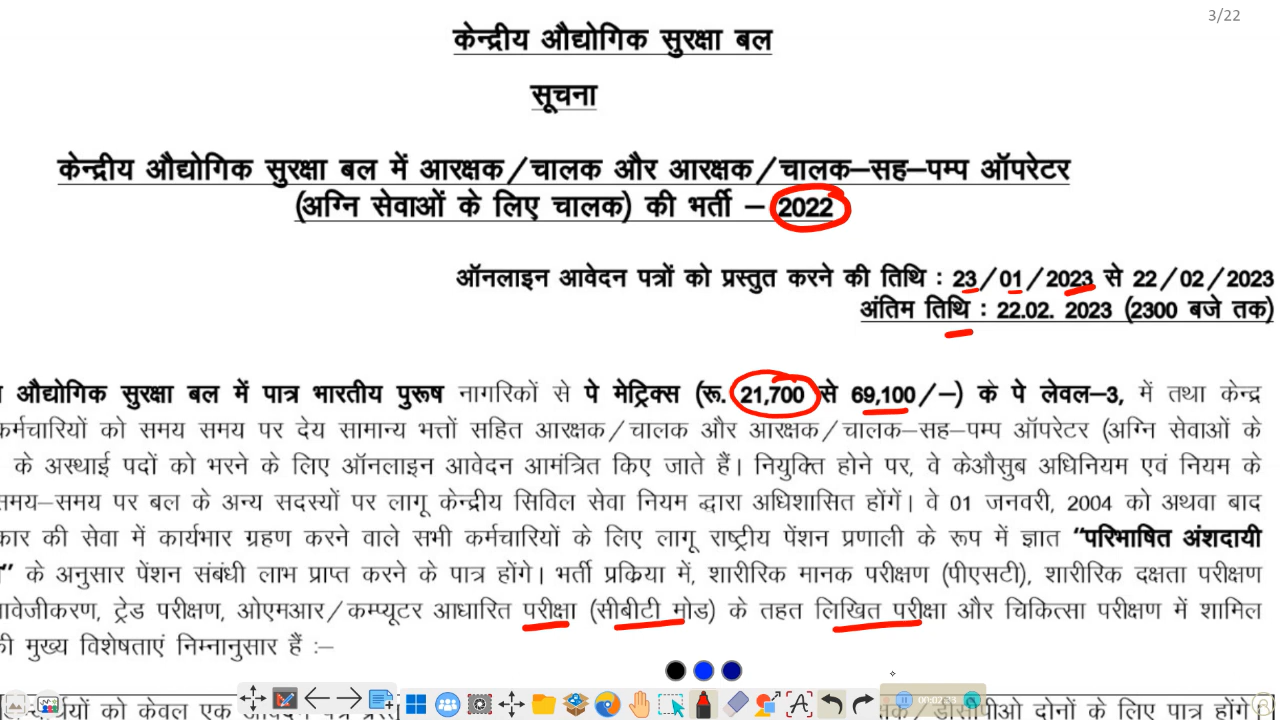 3/22
केन्द्रीय औद्योगिक सुरक्षा बल
सूचना
केन्द्रीय औद्योगिक सुरक्षा बल में आरक्षक/चालक और आरक्षक/चालक–सह–पम्प ऑपरेटर
(अग्नि सेवाओं के लिए चालक) की भर्ती – 2022
ऑनलाइन आवेदन पत्रों को प्रस्तुत करने की तिथि : 23/01/2023 से 22/02/2023
अंतिम तिथि : 22.02. 2023 (2300 बजे तक)
औद्योगिक सुरक्षा बल में पात्र भारतीय पुरूष नागरिकों से पे मेट्रिक्स (रू. 21,700 से 69,100/–) के पे लेवल–3, में तथा केन्द्र
कर्मचारियों को समय समय पर देय सामान्य भत्तों सहित आरक्षक/चालक और आरक्षक/चालक–सह–पम्प ऑपरेटर (अग्नि सेवाओं के
के अस्थाई पदों को भरने के लिए ऑनलाइन आवेदन आमंत्रित किए जाते हैं। नियुक्ति होने पर, वे केऔसुब अधिनियम एवं नियम के
समय–समय पर बल के अन्य सदस्यों पर लागू केन्द्रीय सिविल सेवा नियम द्वारा अधिशासित होंगें। वे 01 जनवरी, 2004 को अथवा बाद
कार की सेवा में कार्यभार ग्रहण करने वाले सभी कर्मचारियों के लिए लागू राष्ट्रीय पेंशन प्रणाली के रूप में ज्ञात “परिभाषित अंशदायी
” के अनुसार पेंशन संबंधी लाभ प्राप्त करने के पात्र होंगे। भर्ती प्रक्रिया में, शारीरिक मानक परीक्षण (पीएसटी), शारीरिक दक्षता परीक्षण
ावेजीकरण, ट्रेड परीक्षण, ओएमआर/कम्प्यूटर आधारित परीक्षा (सीबीटी मोड) के तहत लिखित परीक्षा और चिकित्सा परीक्षण में शामिल
की मुख्य विशेषताएं निम्नानुसार हैं :–
को केवल एक दोनों के लिए पात्र होंगे।